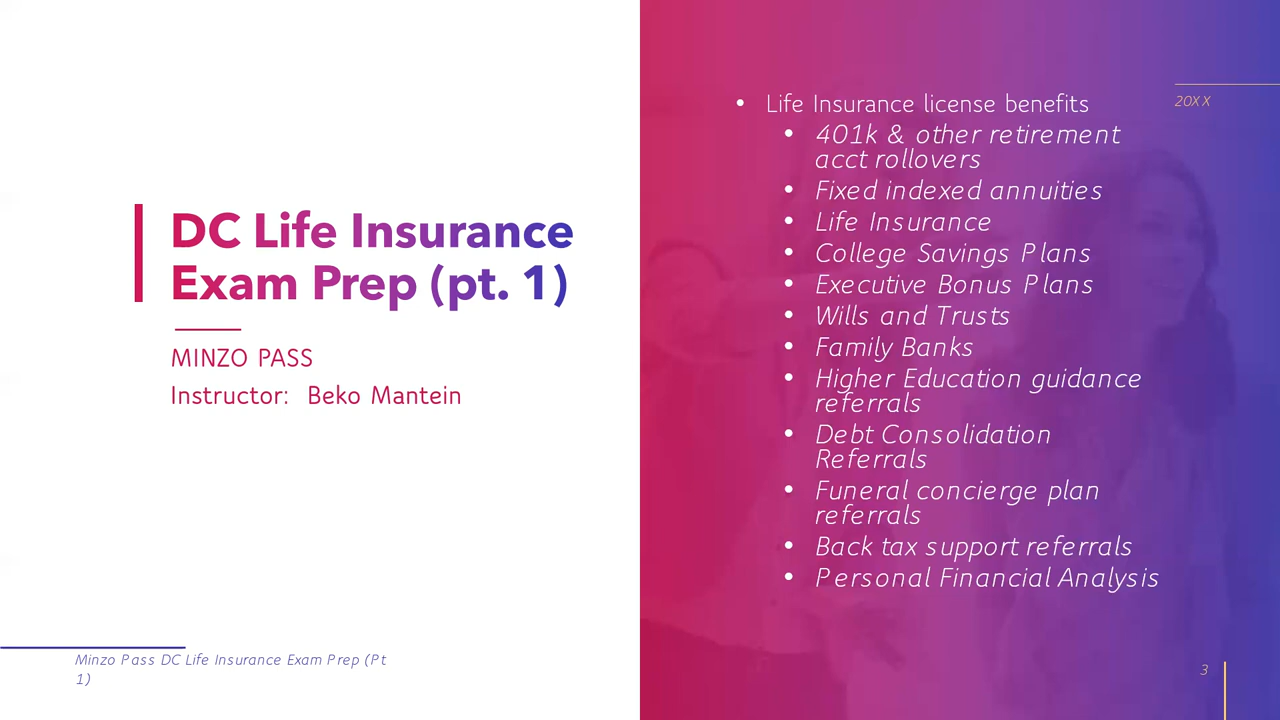 DC Life Insurance
Exam Prep (pt. 1)
MINZO PASS
Instructor: Beko Mantein
Minzo Pass DC Life Insurance Exam Prep (Pt
1)
• Life Insurance license benefits
• 401k & other retirement
acct rollovers
• Fixed indexed annuities
• Life Insurance
• College Savings Plans
• Executive Bonus Plans
• Wills and Trusts
• Family Banks
• Higher Education guidance
referrals
• Debt Consolidation
Referrals
• Funeral concierge plan
referrals
• Back tax support referrals
• Personal Financial Analysis
20XX
3